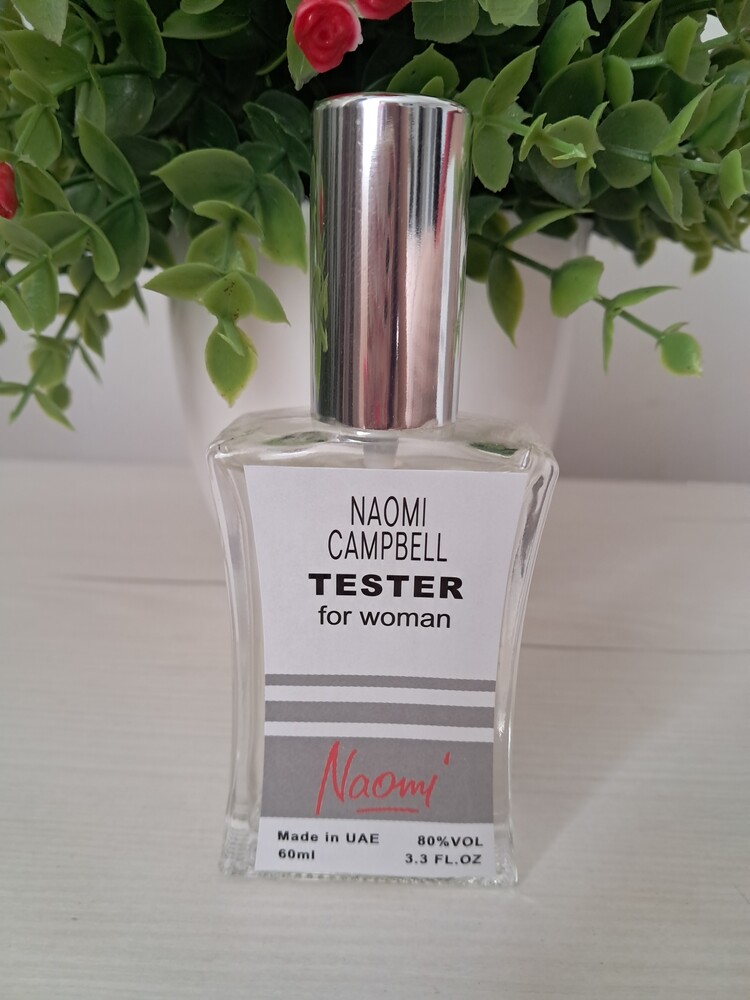 NAOMI
CAMPBELL
TESTER
for woman
Naomi
Made in UAE 80%VOL
60ml 3.3 FL.OZ